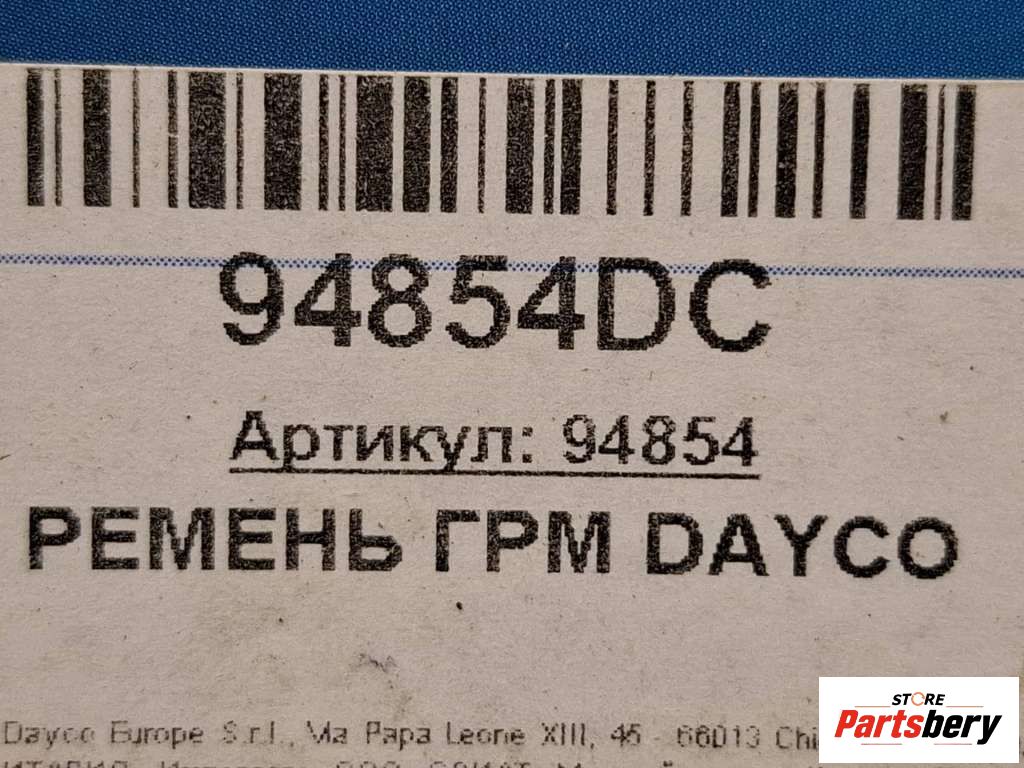 94854DC
Артикул: 94854
РЕМЕНЬ ГРМ DAYCO
Dayco Europe S.r.l., Via Papa Leone XIII, 45 - 66013
STORE
Partsbery